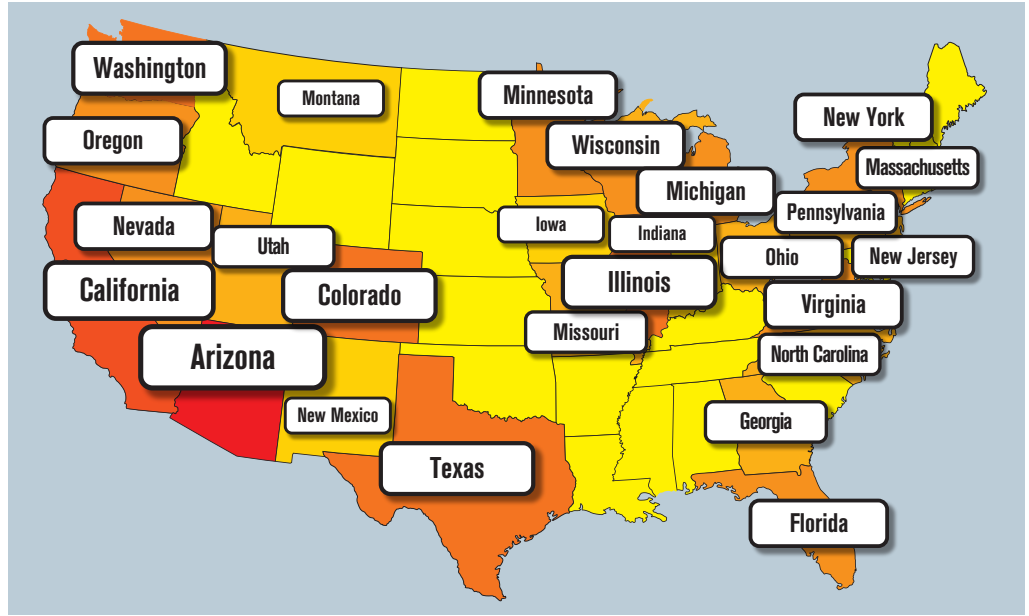 Washington
Montana
Minnesota
New York
Oregon
Wisconsin
Massachusetts
Michigan
Pennsylvania
Nevada
Iowa
Indiana
Utah
Ohio
New Jersey
California
Colorado
Illinois
Virginia
Missouri
Arizona
North Carolina
New Mexico
Georgia
Texas
Florida